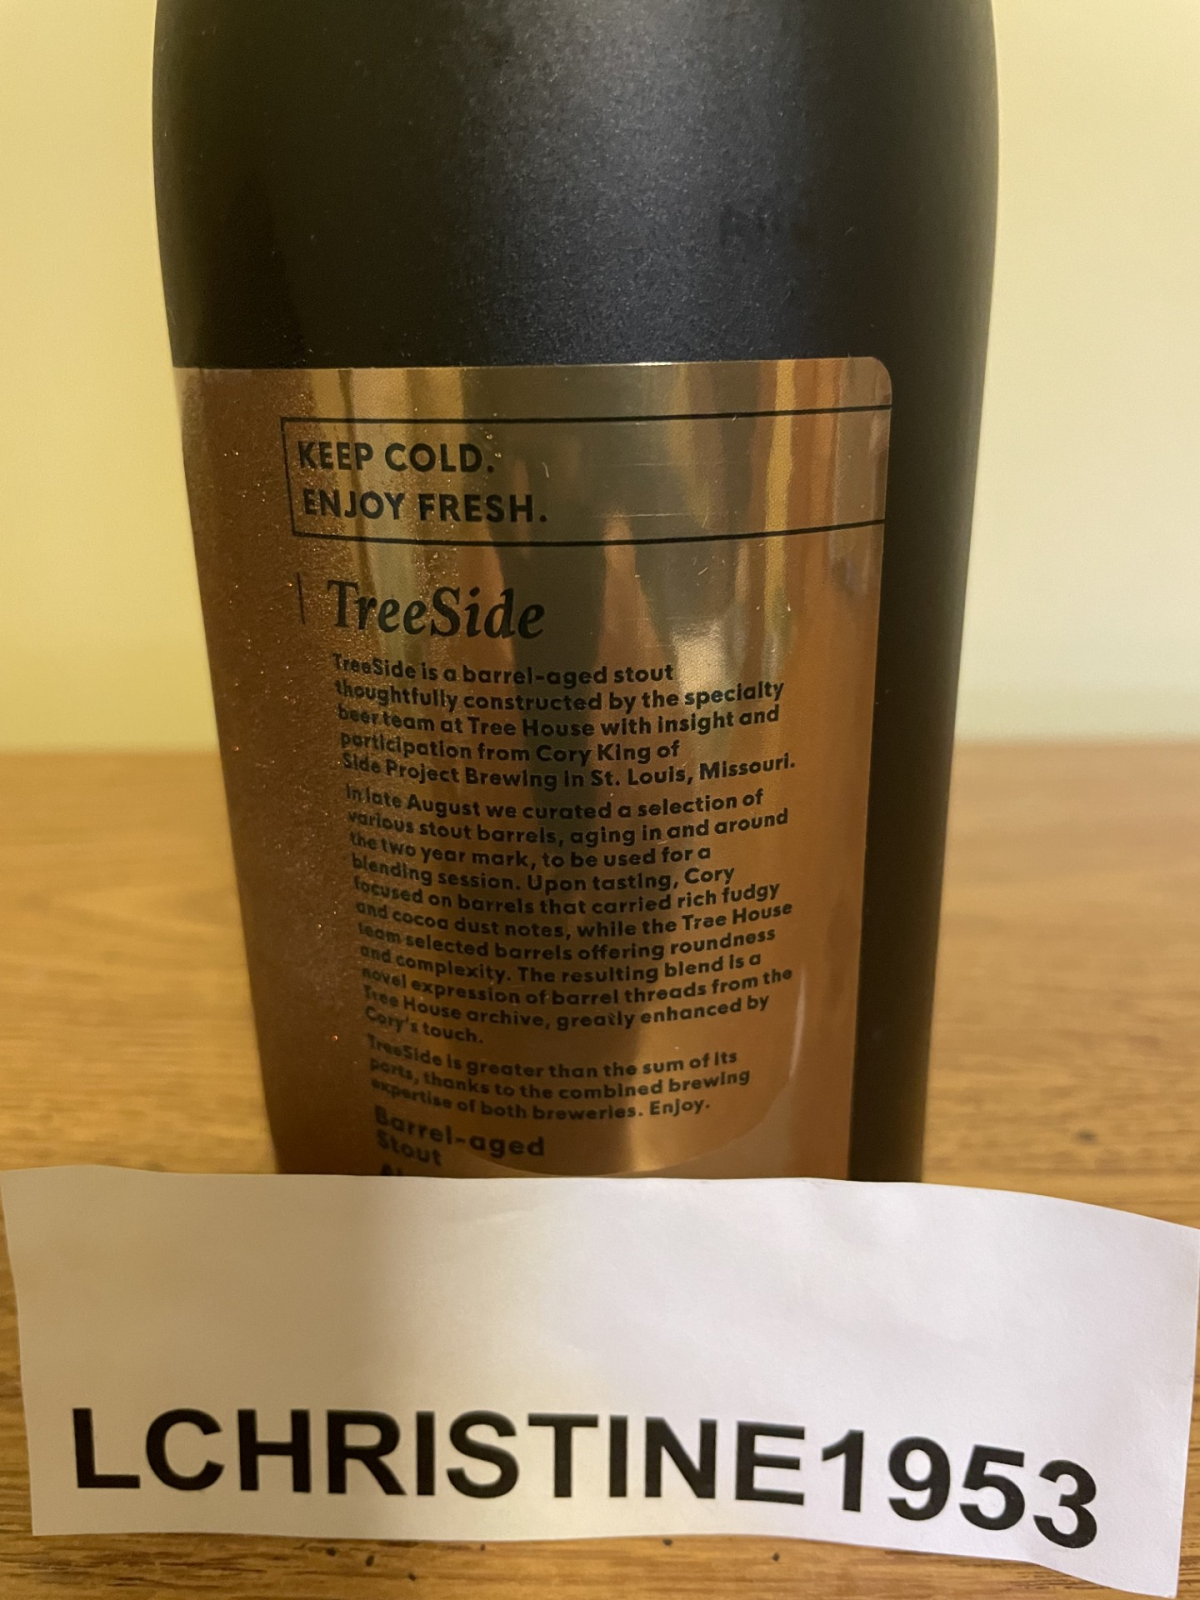 KEEP COLD.
ENJOY FRESH.
TreeSide
TreeSide is a barrel-aged stout
thoughtfully constructed by the specialty
beer team at Tree House with insight and
participation from Cory King of
Side Project Brewing in St. Louis, Missouri.
In late August we curated a selection of
various stout barrels, aging in and around
the two year mark, to be used for a
blending session. Upon tasting, Cory
focused on barrels that carried rich fudgy
and cocoa dust notes, while the Tree House
team selected barrels offering roundness
and complexity. The resulting blend is a
novel expression of barrel threads from the
Tree House archive, greatly enhanced by
Cory's touch.
TreeSide is greater than the sum of its
parts, thanks to the combined brewing
expertise of both breweries. Enjoy.
Barrel-aged
Stout
LCHRISTINE1953